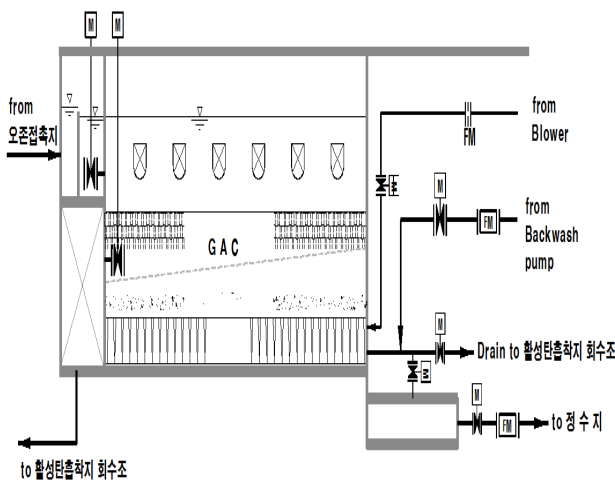 M M
from
오존접촉지
from
Blower
FM
M
M
FM
from
Backwash
pump
GAC
M
Drain to 활성탄흡착지 회수조
M
M
FM
to 정 수 지
to 활성탄흡착지 회수조